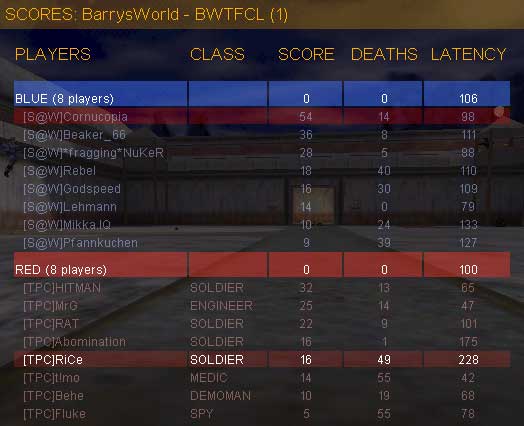 SCORES: BarrysWorld - BWTFCL (1)
PLAYERS CLASS SCORE DEATHS LATENCY
BLUE (8 players) 0 0 106
[S@W]Cornucopia 54 14 98
[S@W]Beaker_66 36 8 111
[S@W]*fragging*NuKeR 28 5 88
[S@W]Rebel 18 40 110
[S@W]Godspeed 16 30 109
[S@W]Lehmann 14 0 79
[S@W]Mikka.IQ 10 24 133
[S@W]Pfannkuchen 9 39 127
RED (8 players) 0 0 100
[TPC]HITMAN SOLDIER 32 13 65
[TPC]MrG ENGINEER 25 14 47
[TPC]RAT SOLDIER 22 9 101
[TPC]Abomination SOLDIER 16 1 175
[TPC]RiCe SOLDIER 16 49 228
[TPC]t!mo MEDIC 14 55 42
[TPC]Behe DEMOMAN 10 19 68
[TPC]Fluke SPY 5 55 78